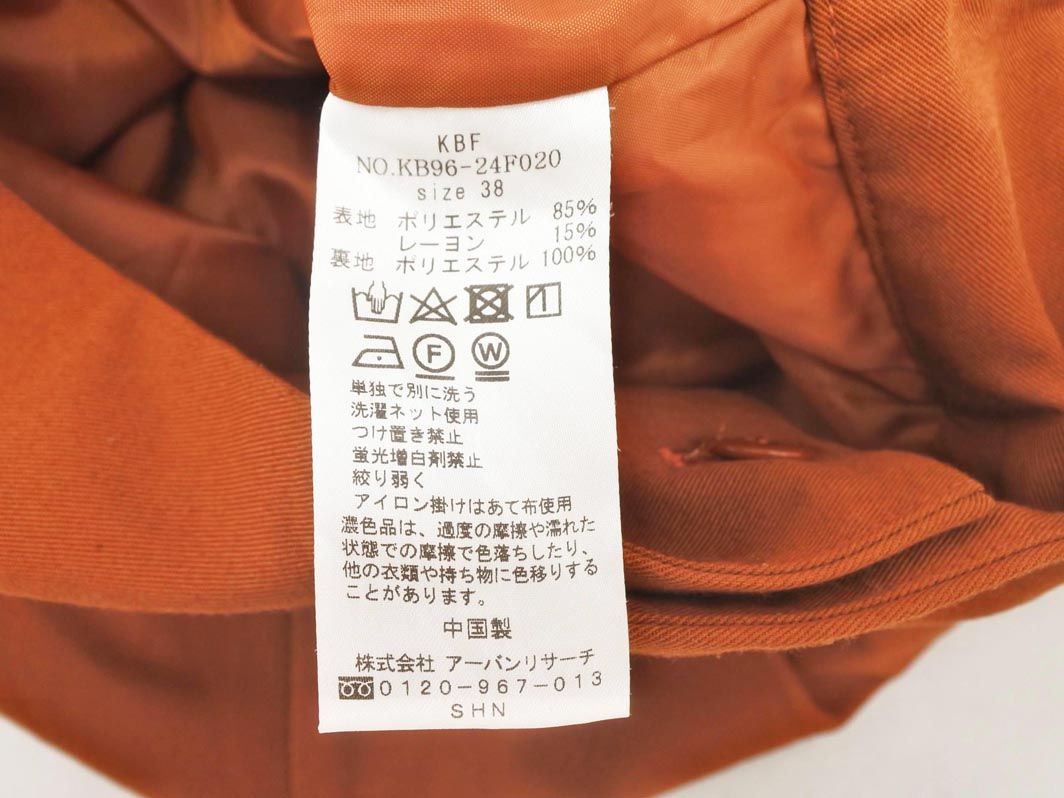 KBF
NO.KB96-24F020
size 38
表地 ポリエステル 85%
レーヨン 15%
裏地 ポリエステル 100%
F W
単独で別に洗う
洗濯ネット使用
つけ置き禁止
蛍光増白剤禁止
絞り弱く
アイロン掛けはあて布使用
濃色品は、過度の摩擦や濡れた
状態での摩擦で色落ちしたり、
他の衣類や持ち物に色移りする
ことがあります。
中国製
株式会社 アーバンリサーチ
0120-967-013
SHN